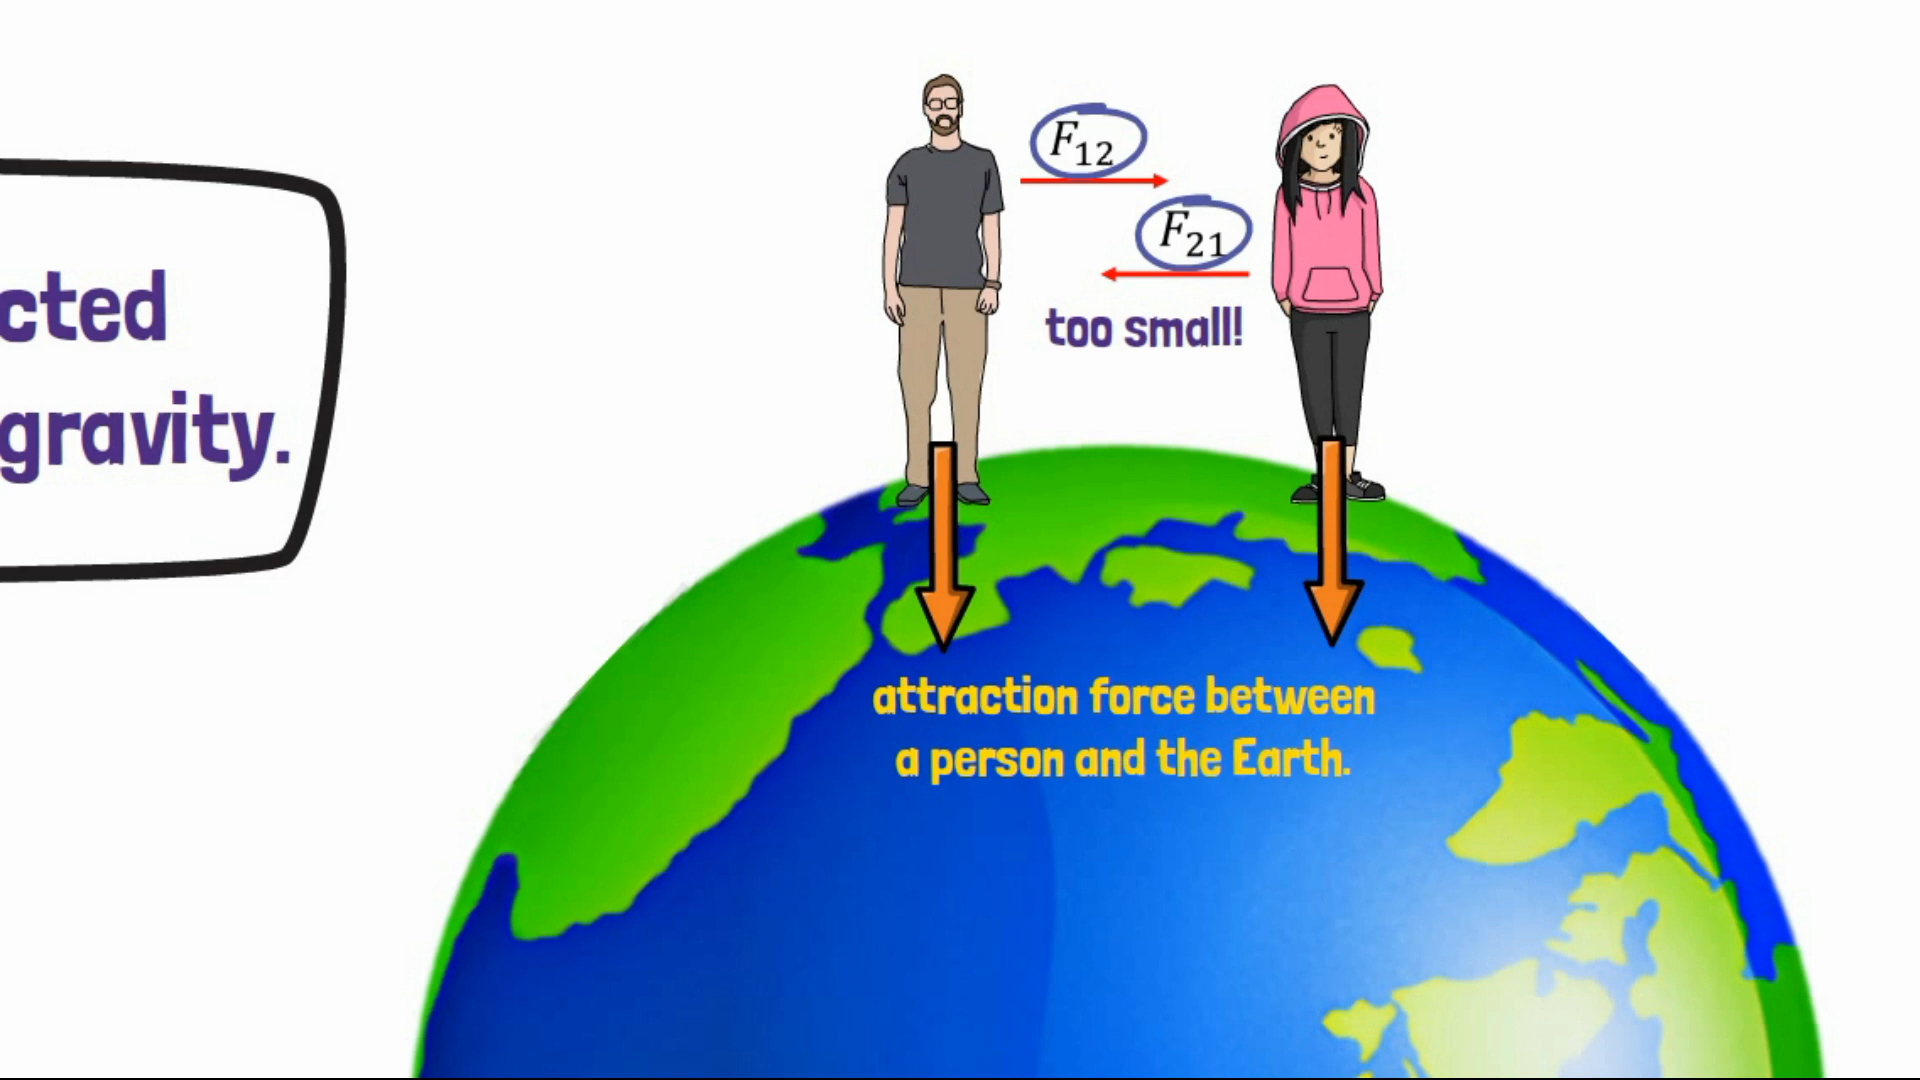 cted
gravity.
F12
F21
too small!
attraction force between
a person and the Earth.